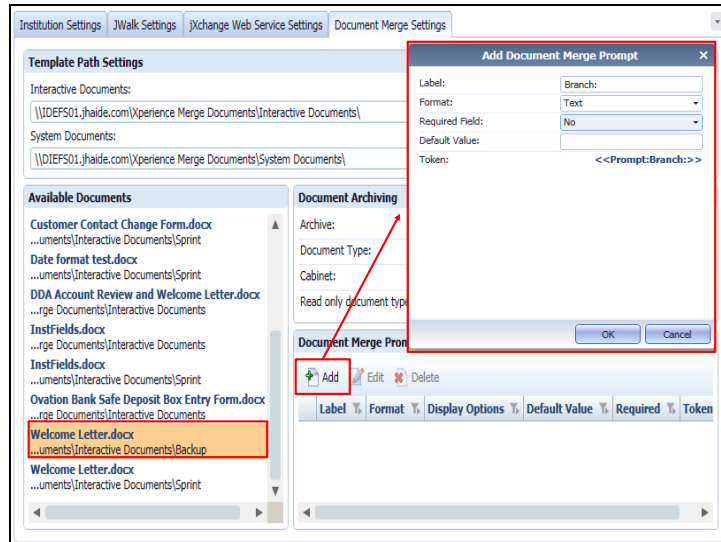 Institution Settings JWalk Settings jXchange Web Service Settings Document Merge Settings
Template Path Settings
Interactive Documents:
\\IDEFS01.jhaide.com\Xperience Merge Documents\Interactive Documents\
System Documents:
\\DIEFS01.jhaide.com\Xperience Merge Documents\System Documents\
Add Document Merge Prompt
Label: Branch:
Format: Text
Required Field: No
Default Value:
Token: <<Prompt:Branch:>>
OK Cancel
Available Documents
Customer Contact Change Form.docx
...uments\Interactive Documents\Sprint
Date format test.docx
...uments\Interactive Documents\Sprint
DDA Account Review and Welcome Letter.docx
...rge Documents\Interactive Documents
InstFields.docx
...rge Documents\Interactive Documents
InstFields.docx
...uments\Interactive Documents\Sprint
Ovation Bank Safe Deposit Box Entry Form.docx
...rge Documents\Interactive Documents
Welcome Letter.docx
...uments\Interactive Documents\Backup
Welcome Letter.docx
...uments\Interactive Documents\Sprint
Document Archiving
Archive:
Document Type:
Cabinet:
Read only document type
Document Merge Pron
Add Edit Delete
Label Format Display Options Default Value Required Token